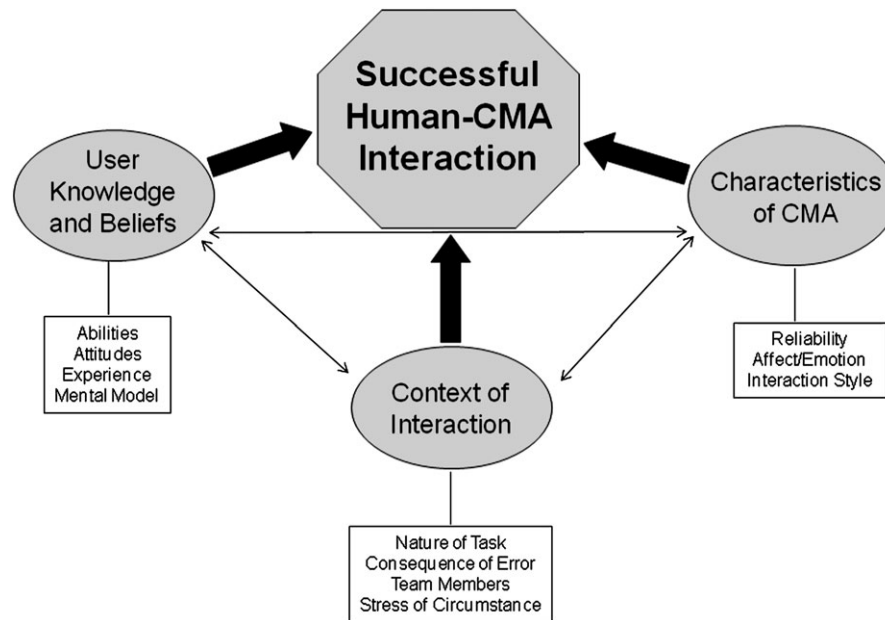 Successful
Human-CMA
Interaction
User
Knowledge
and Beliefs
Characteristics
of CMA
Abilities
Attitudes
Experience
Mental Model
Reliability
Affect/Emotion
Interaction Style
Context of
Interaction
Nature of Task
Consequence of Error
Team Members
Stress of Circumstance